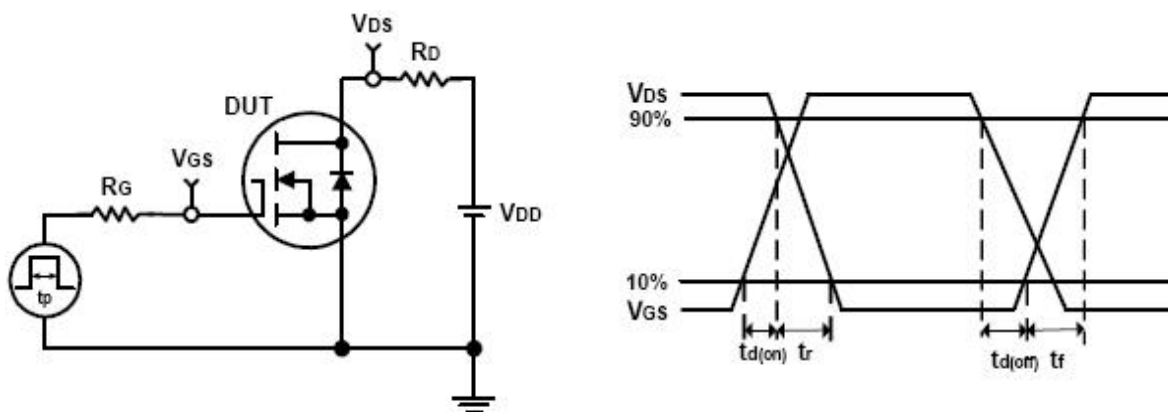 VDS
RD
DUT
VGS
RG
VDD
tp
VDS
90%
10%
VGS
td(on) tr
td(off) tf